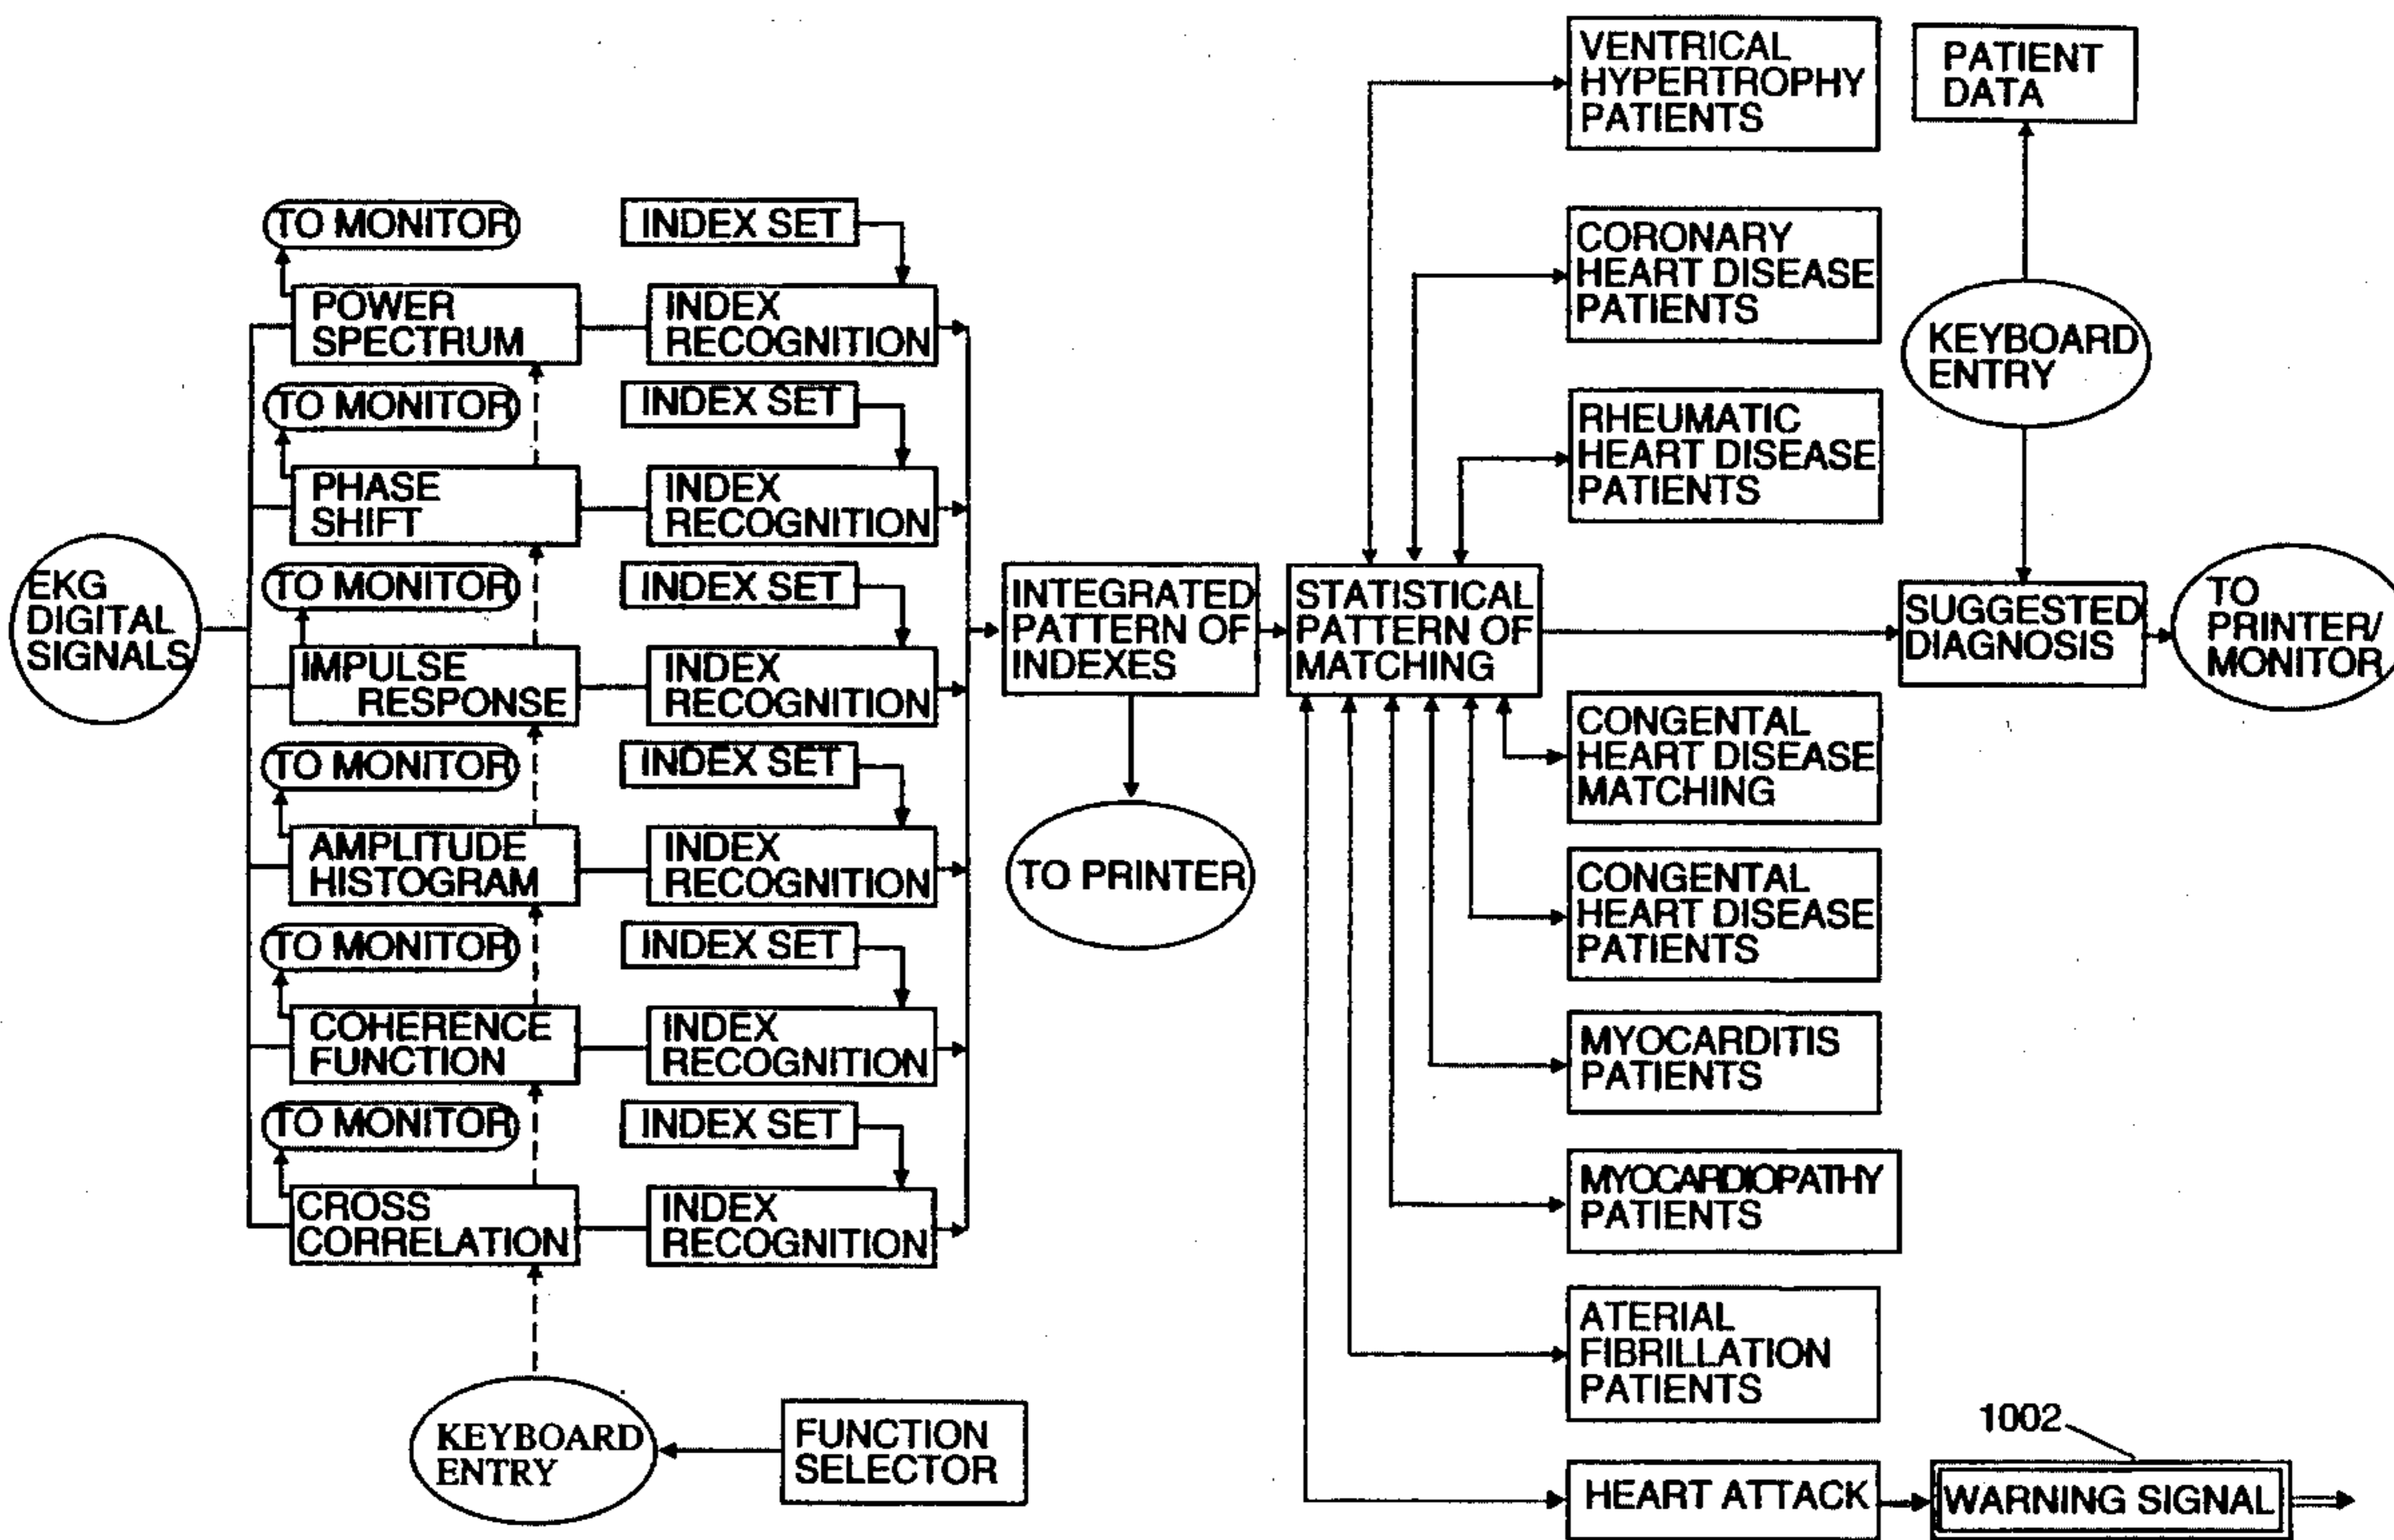 EKG
DIGITAL
SIGNALS
TO MONITOR
POWER
SPECTRUM
INDEX SET
INDEX
RECOGNITION
TO MONITOR
PHASE
SHIFT
INDEX SET
INDEX
RECOGNITION
TO MONITOR
IMPULSE
RESPONSE
INDEX SET
INDEX
RECOGNITION
TO MONITOR
AMPLITUDE
HISTOGRAM
INDEX SET
INDEX
RECOGNITION
TO MONITOR
COHERENCE
FUNCTION
INDEX SET
INDEX
RECOGNITION
TO MONITOR
CROSS
CORRELATION
INDEX SET
INDEX
RECOGNITION
KEYBOARD
ENTRY
FUNCTION
SELECTOR
INTEGRATED
PATTERN OF
INDEXES
TO PRINTER
STATISTICAL
PATTERN OF
MATCHING
VENTRICAL
HYPERTROPHY
PATIENTS
CORONARY
HEART DISEASE
PATIENTS
RHEUMATIC
HEART DISEASE
PATIENTS
PATIENT
DATA
KEYBOARD
ENTRY
SUGGESTED
DIAGNOSIS
TO
PRINTER/
MONITOR
CONGENTAL
HEART DISEASE
MATCHING
CONGENTAL
HEART DISEASE
PATIENTS
MYOCARDITIS
PATIENTS
MYOCARDIOPATHY
PATIENTS
ATERIAL
FIBRILLATION
PATIENTS
HEART ATTACK
1002
WARNING SIGNAL